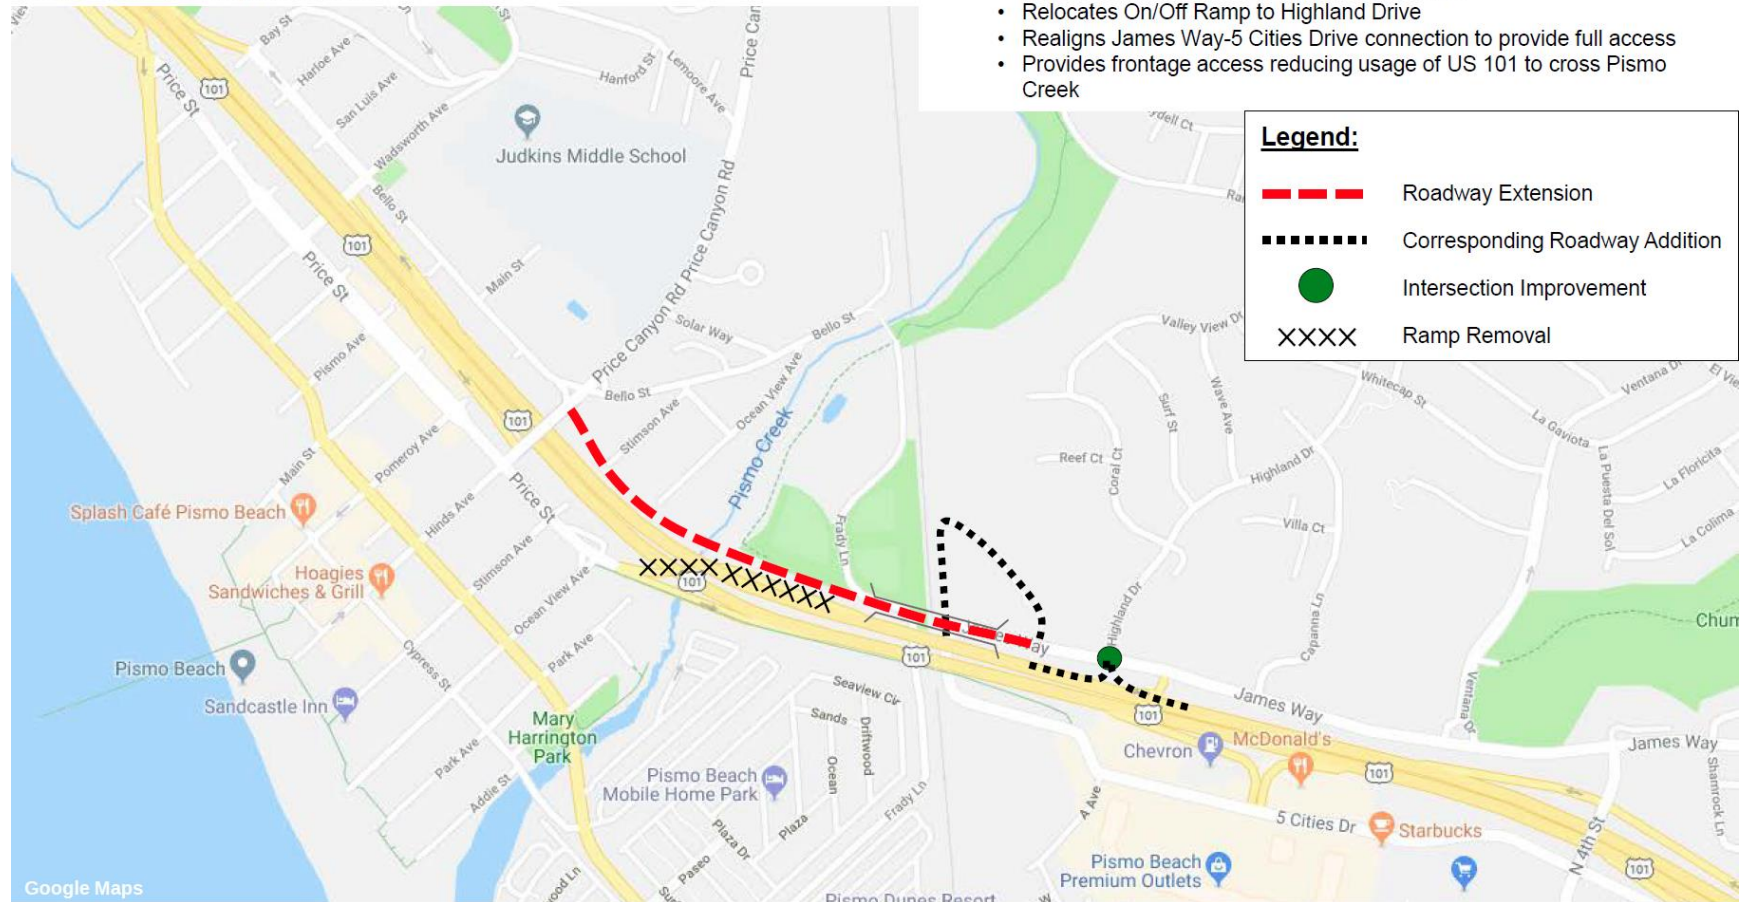 • Relocates On/Off Ramp to Highland Drive
• Realigns James Way-5 Cities Drive connection to provide full access
• Provides frontage access reducing usage of US 101 to cross Pismo
Creek
Legend:
Roadway Extension
Corresponding Roadway Addition
Intersection Improvement
XXXX Ramp Removal
Bay St
Harloe Ave
San Luis Ave
Wadsworth Ave
Bello St
Price St
101
Hanford St
Lemoore Ave
Price Canyon Rd
Judkins Middle School
101
Main St
Price St
Price Canyon Rd
Solar Way
Bello St
Valley View Dr
Pismo Ave
Bello St
Ocean View Ave
Stimson Ave
Whitecap St
Ventana Dr
101
Surf St
Wave Ave
La Gaviota
Main St
Pomeroy Ave
Pismo Creek
Reef Ct
Coral Ct
Highland Dr
La Puesta Del Sol
La Floricita
Price St
Hinds Ave
Splash Café Pismo Beach
Frady Ln
Villa Ct
La Colima
Stimson Ave
Hoagies
Sandwiches & Grill
101
Ocean View Ave
Highland Dr
Capanna Ln
Park Ave
Cypress St
101
Pismo Beach
Sandcastle Inn
Seaview Cir
Sands
Driftwood
Ocean
Mary
Harrington
Park
James Way
101
Ventana Dr
James Way
Shamrock Ln
Chevron
McDonald's
101
Park Ave
Addie St
Pismo Beach
Mobile Home Park
Frady Ln
Plaza
Plaza Dr
Paseo
A Ave
5 Cities Dr
Starbucks
N 4th St
101
Pismo Beach
Premium Outlets
Pismo Dunes Resort
Google Maps